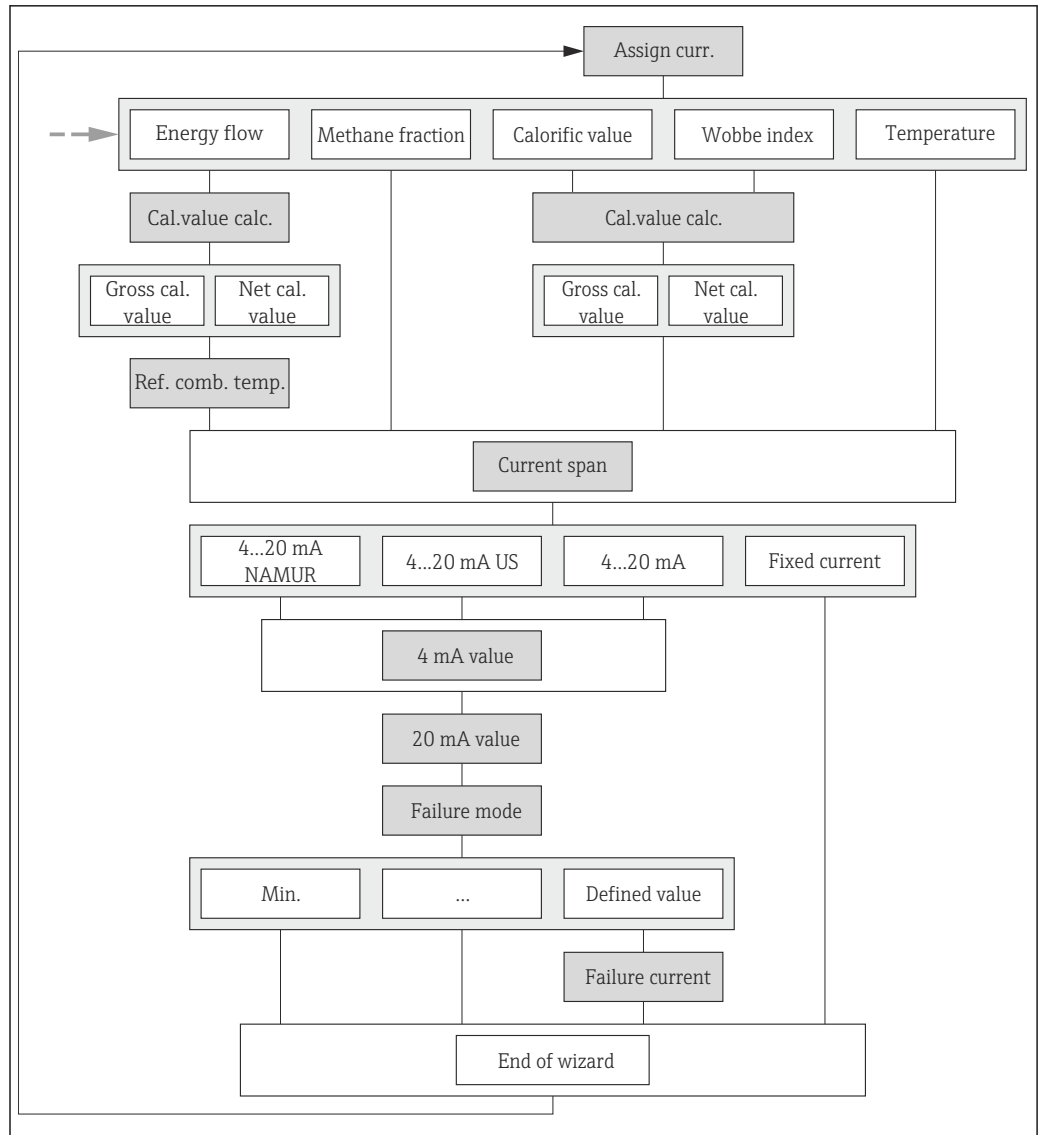 Assign curr.
Energy flow
Methane fraction
Calorific value
Wobbe index
Temperature
Cal.value calc.
Cal.value calc.
Gross cal.
value
Net cal.
value
Gross cal.
value
Net cal.
value
Ref. comb. temp.
Current span
4...20 mA
NAMUR
4...20 mA US
4...20 mA
Fixed current
4 mA value
20 mA value
Failure mode
Min.
...
Defined value
Failure current
End of wizard